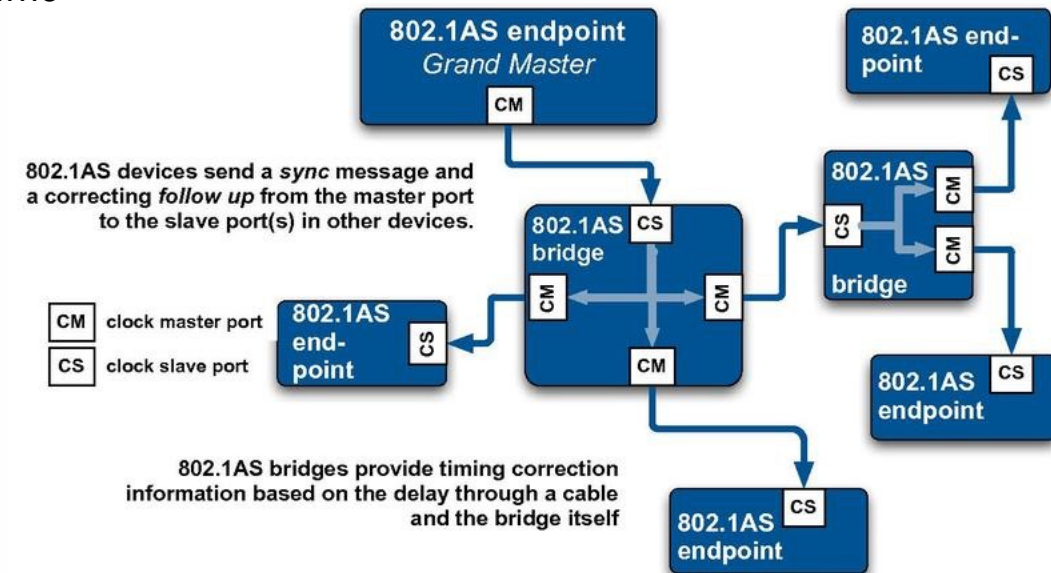 802.1AS endpoint
Grand Master
CM
802.1AS end-
point
CS
802.1AS devices send a sync message and
a correcting follow up from the master port
to the slave port(s) in other devices.
802.1AS
bridge
CS
CM
CM
CM
802.1AS
CS
CM
CM
bridge
CM clock master port
CS clock slave port
802.1AS
end-
point
CS
802.1AS
endpoint
CS
802.1AS bridges provide timing correction
information based on the delay through a cable
and the bridge itself
802.1AS
endpoint
CS